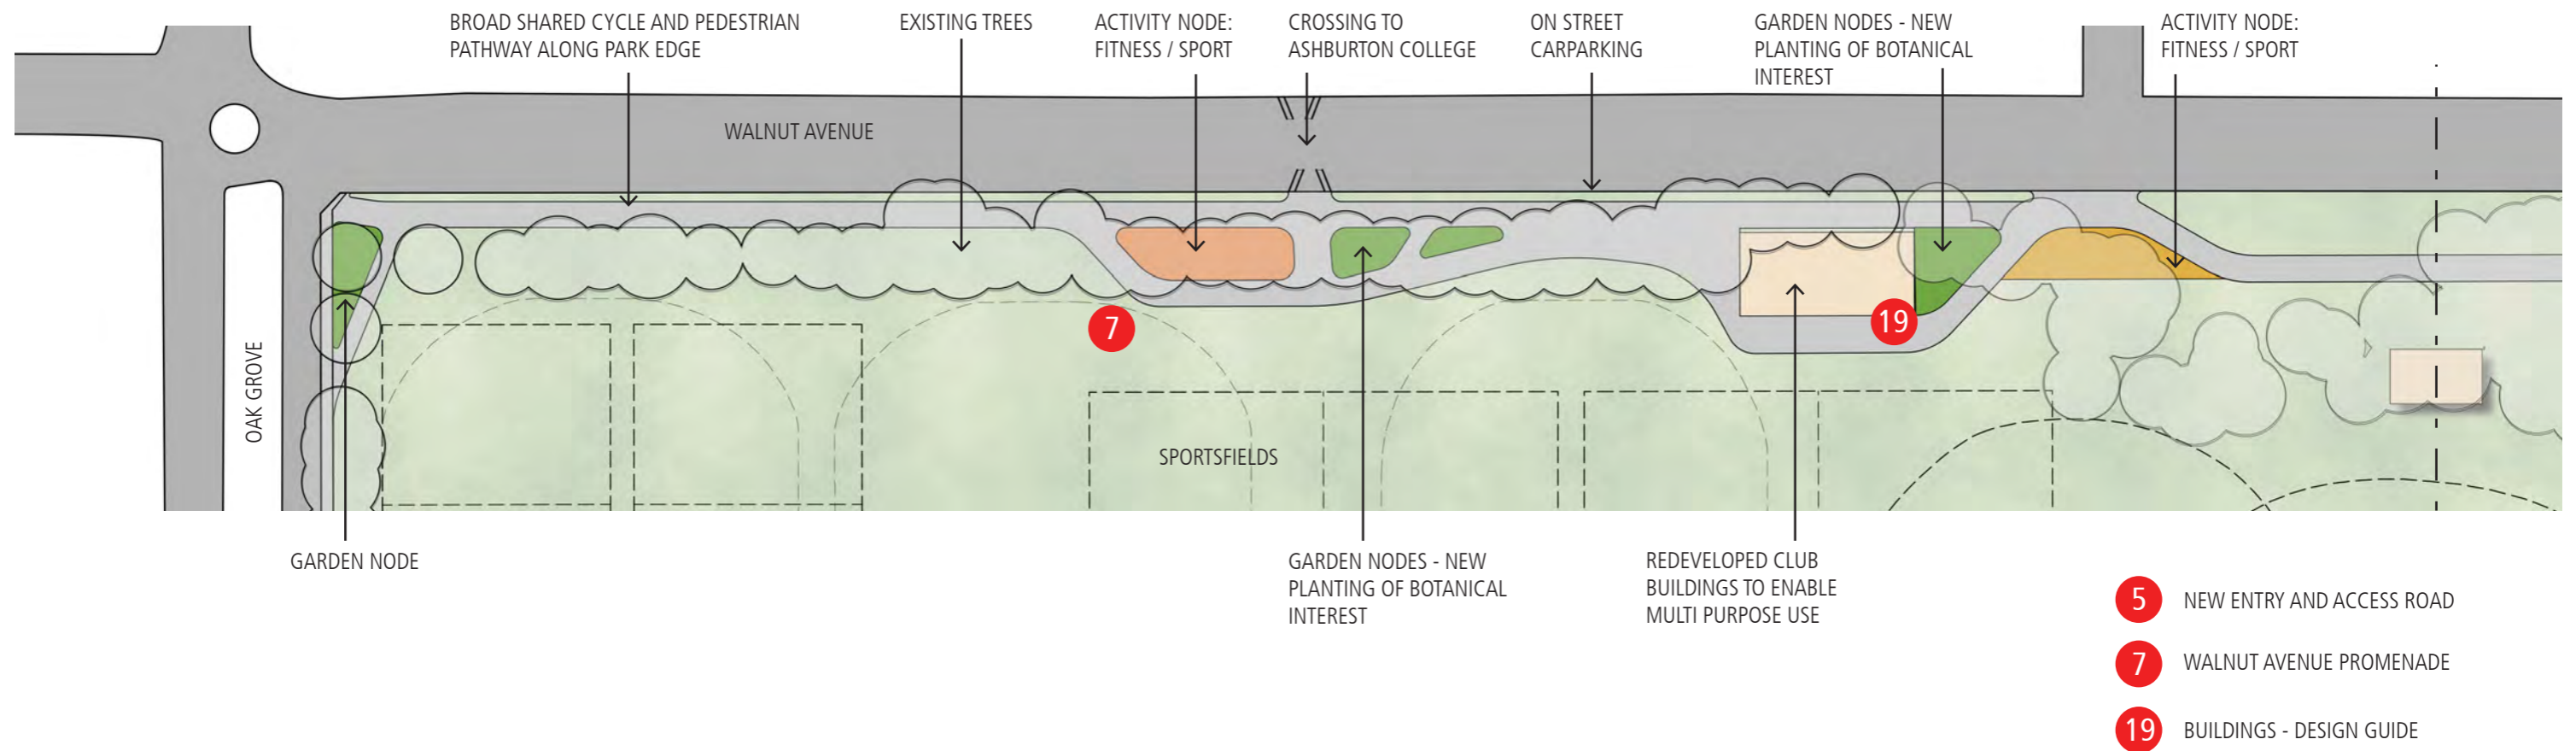 BROAD SHARED CYCLE AND PEDESTRIAN
PATHWAY ALONG PARK EDGE
EXISTING TREES
ACTIVITY NODE:
FITNESS / SPORT
CROSSING TO
ASHBURTON COLLEGE
ON STREET
CARPARKING
GARDEN NODES - NEW
PLANTING OF BOTANICAL
INTEREST
ACTIVITY NODE:
FITNESS / SPORT
WALNUT AVENUE
OAK GROVE
7
19
SPORTSFIELDS
GARDEN NODE
GARDEN NODES - NEW
PLANTING OF BOTANICAL
INTEREST
REDEVELOPED CLUB
BUILDINGS TO ENABLE
MULTI PURPOSE USE
5 NEW ENTRY AND ACCESS ROAD
7 WALNUT AVENUE PROMENADE
19 BUILDINGS - DESIGN GUIDE